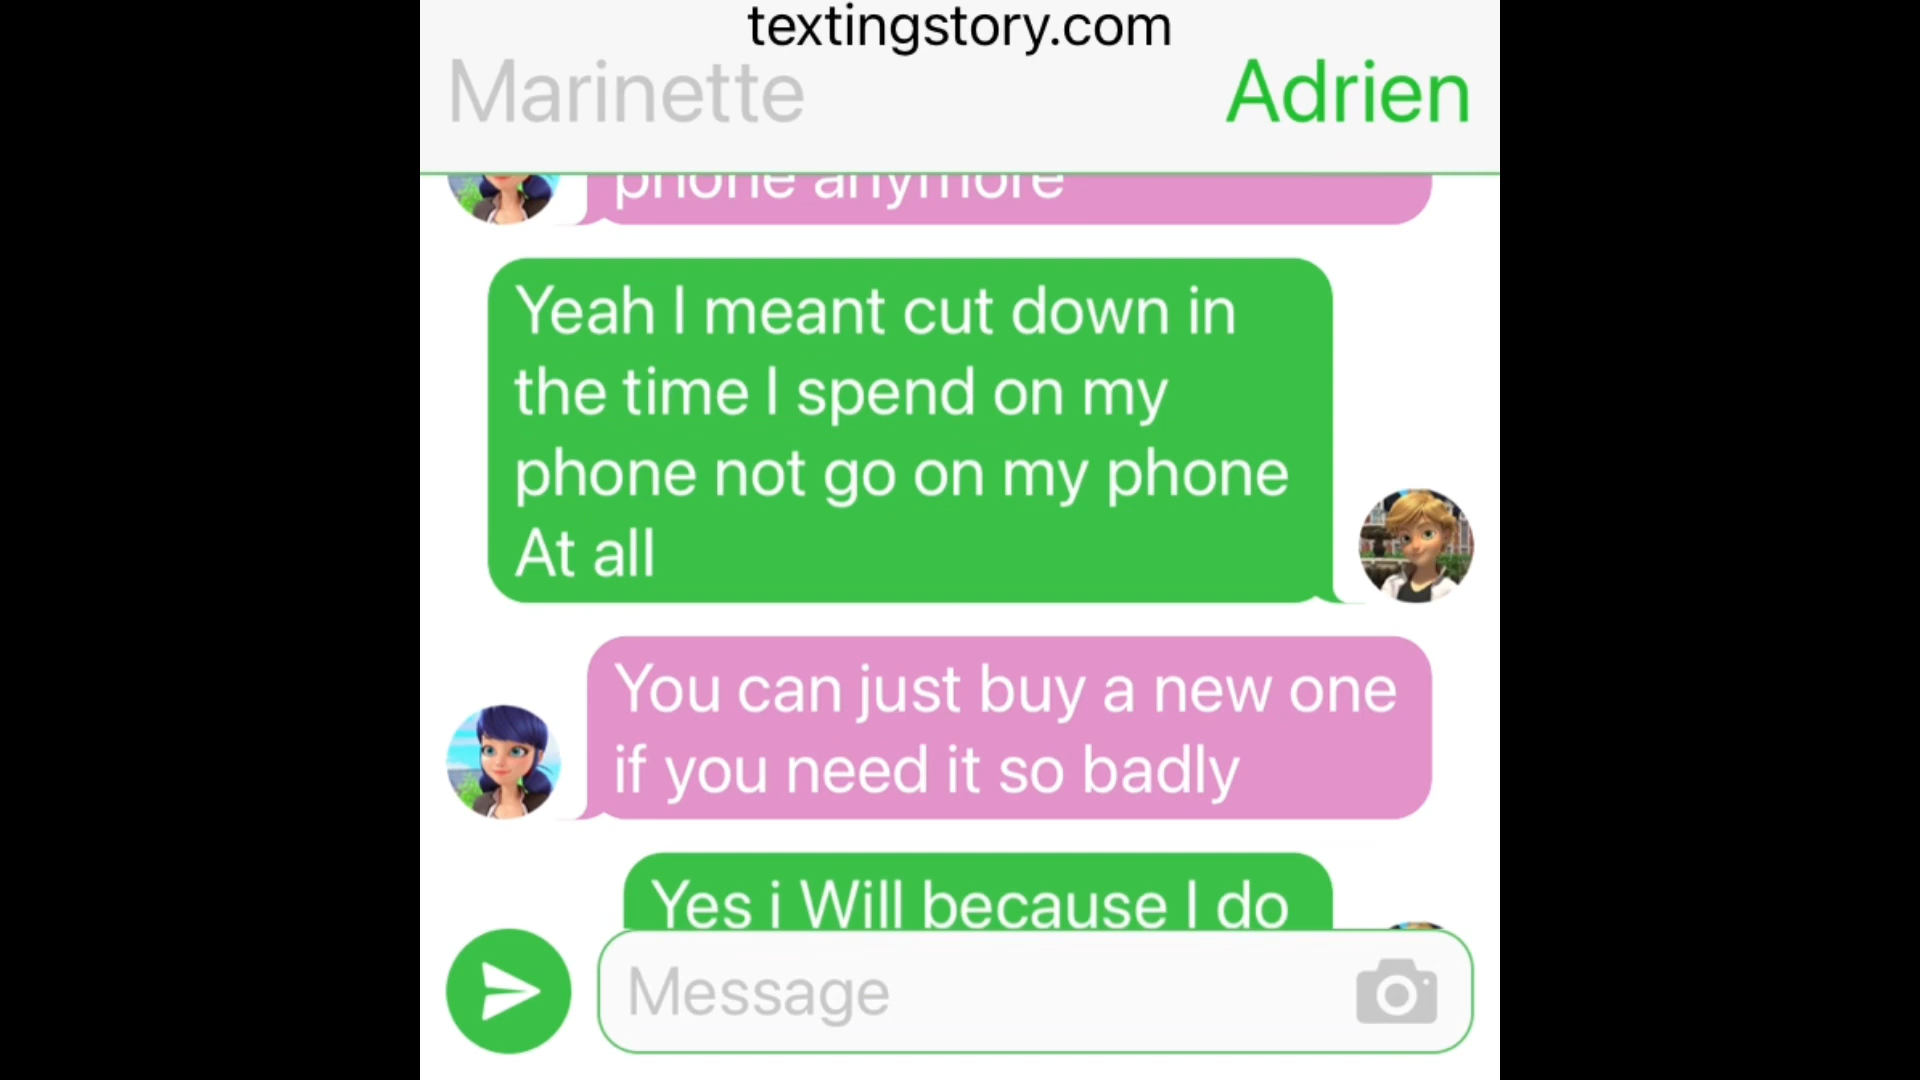 textingstory.com
Marinette
Adrien
phone anymore
Yeah I meant cut down in
the time I spend on my
phone not go on my phone
At all
You can just buy a new one
if you need it so badly
Yes i Will because I do
Message